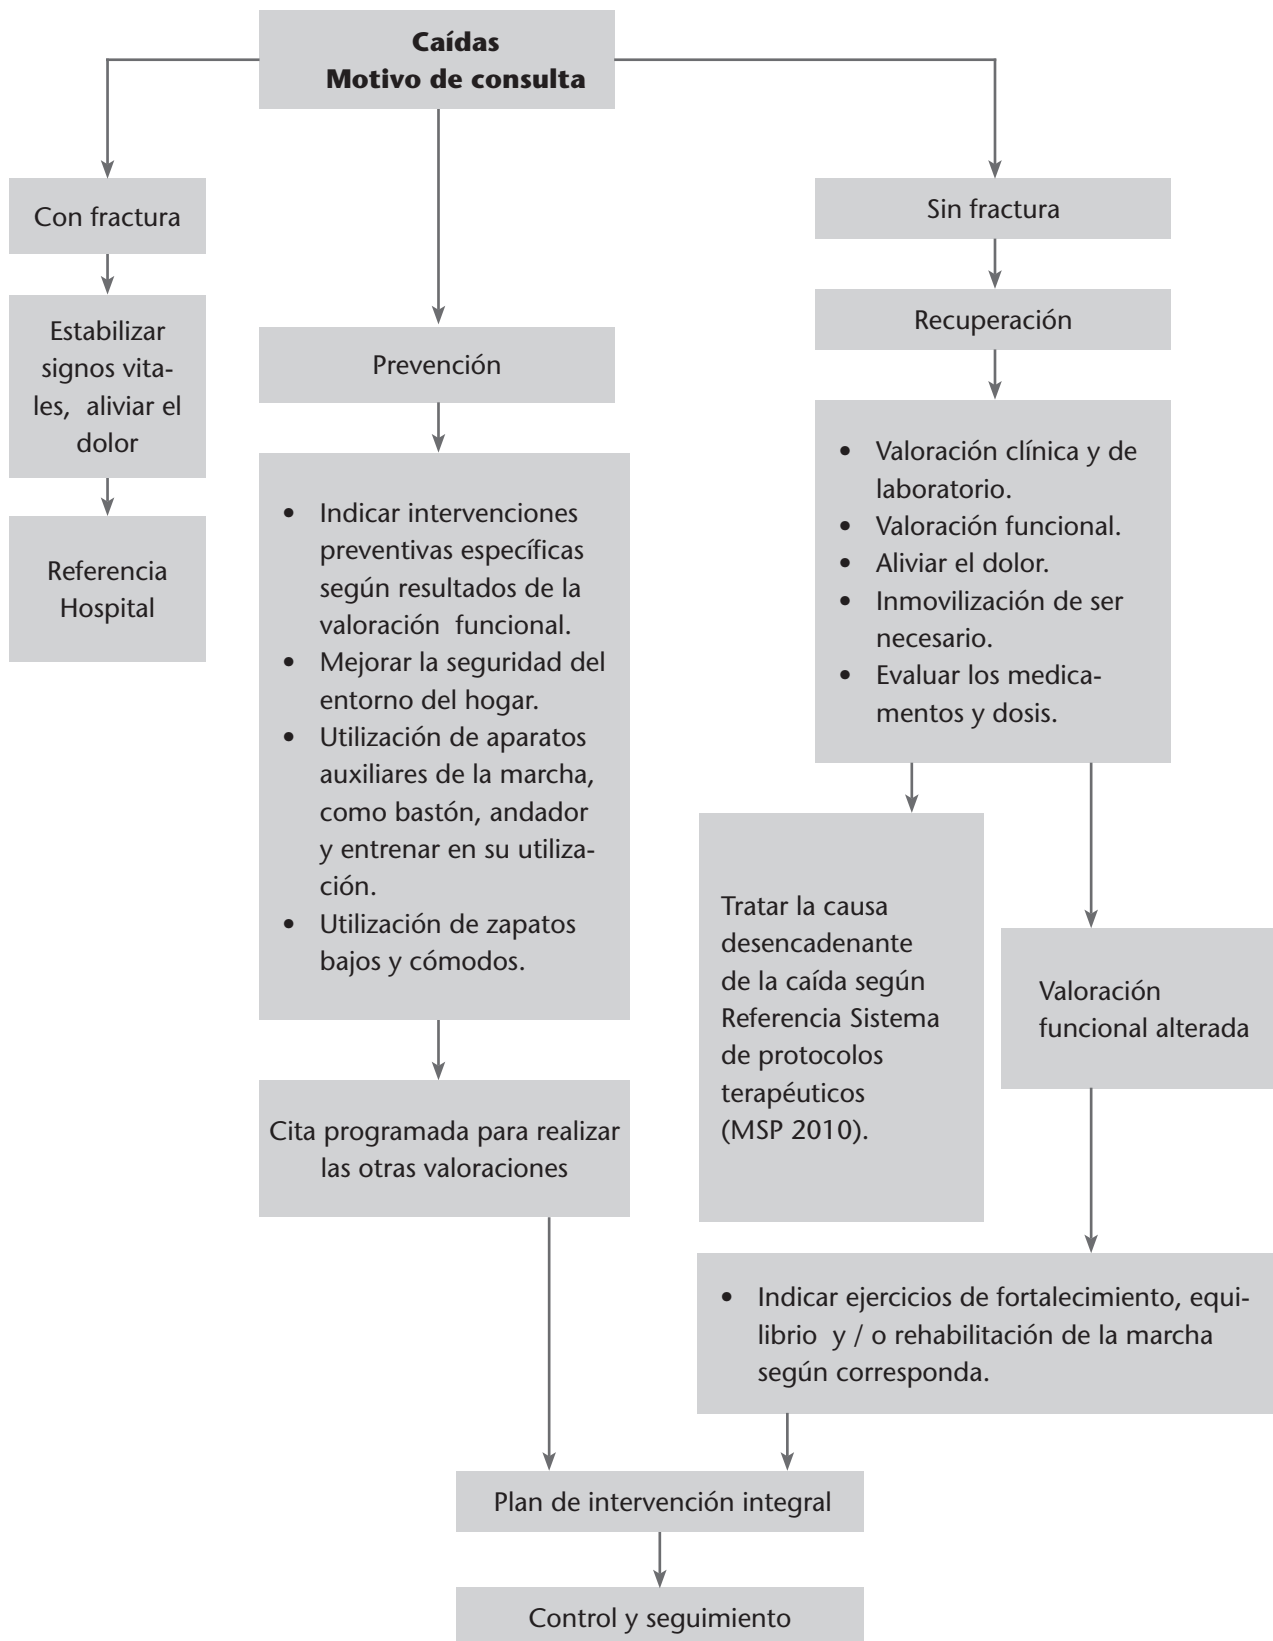 Caídas
Motivo de consulta
Con fractura
Estabilizar
signos vita-
les, aliviar el
dolor
Referencia
Hospital
Prevención
• Indicar intervenciones
preventivas específicas
según resultados de la
valoración funcional.
• Mejorar la seguridad del
entorno del hogar.
• Utilización de aparatos
auxiliares de la marcha,
como bastón, andador
y entrenar en su utiliza-
ción.
• Utilización de zapatos
bajos y cómodos.
Cita programada para realizar
las otras valoraciones
Sin fractura
Recuperación
• Valoración clínica y de
laboratorio.
• Valoración funcional.
• Aliviar el dolor.
• Inmovilización de ser
necesario.
• Evaluar los medica-
mentos y dosis.
Tratar la causa
desencadenante
de la caída según
Referencia Sistema
de protocolos
terapéuticos
(MSP 2010).
Valoración
funcional alterada
• Indicar ejercicios de fortalecimiento, equi-
librio y / o rehabilitación de la marcha
según corresponda.
Plan de intervención integral
Control y seguimiento